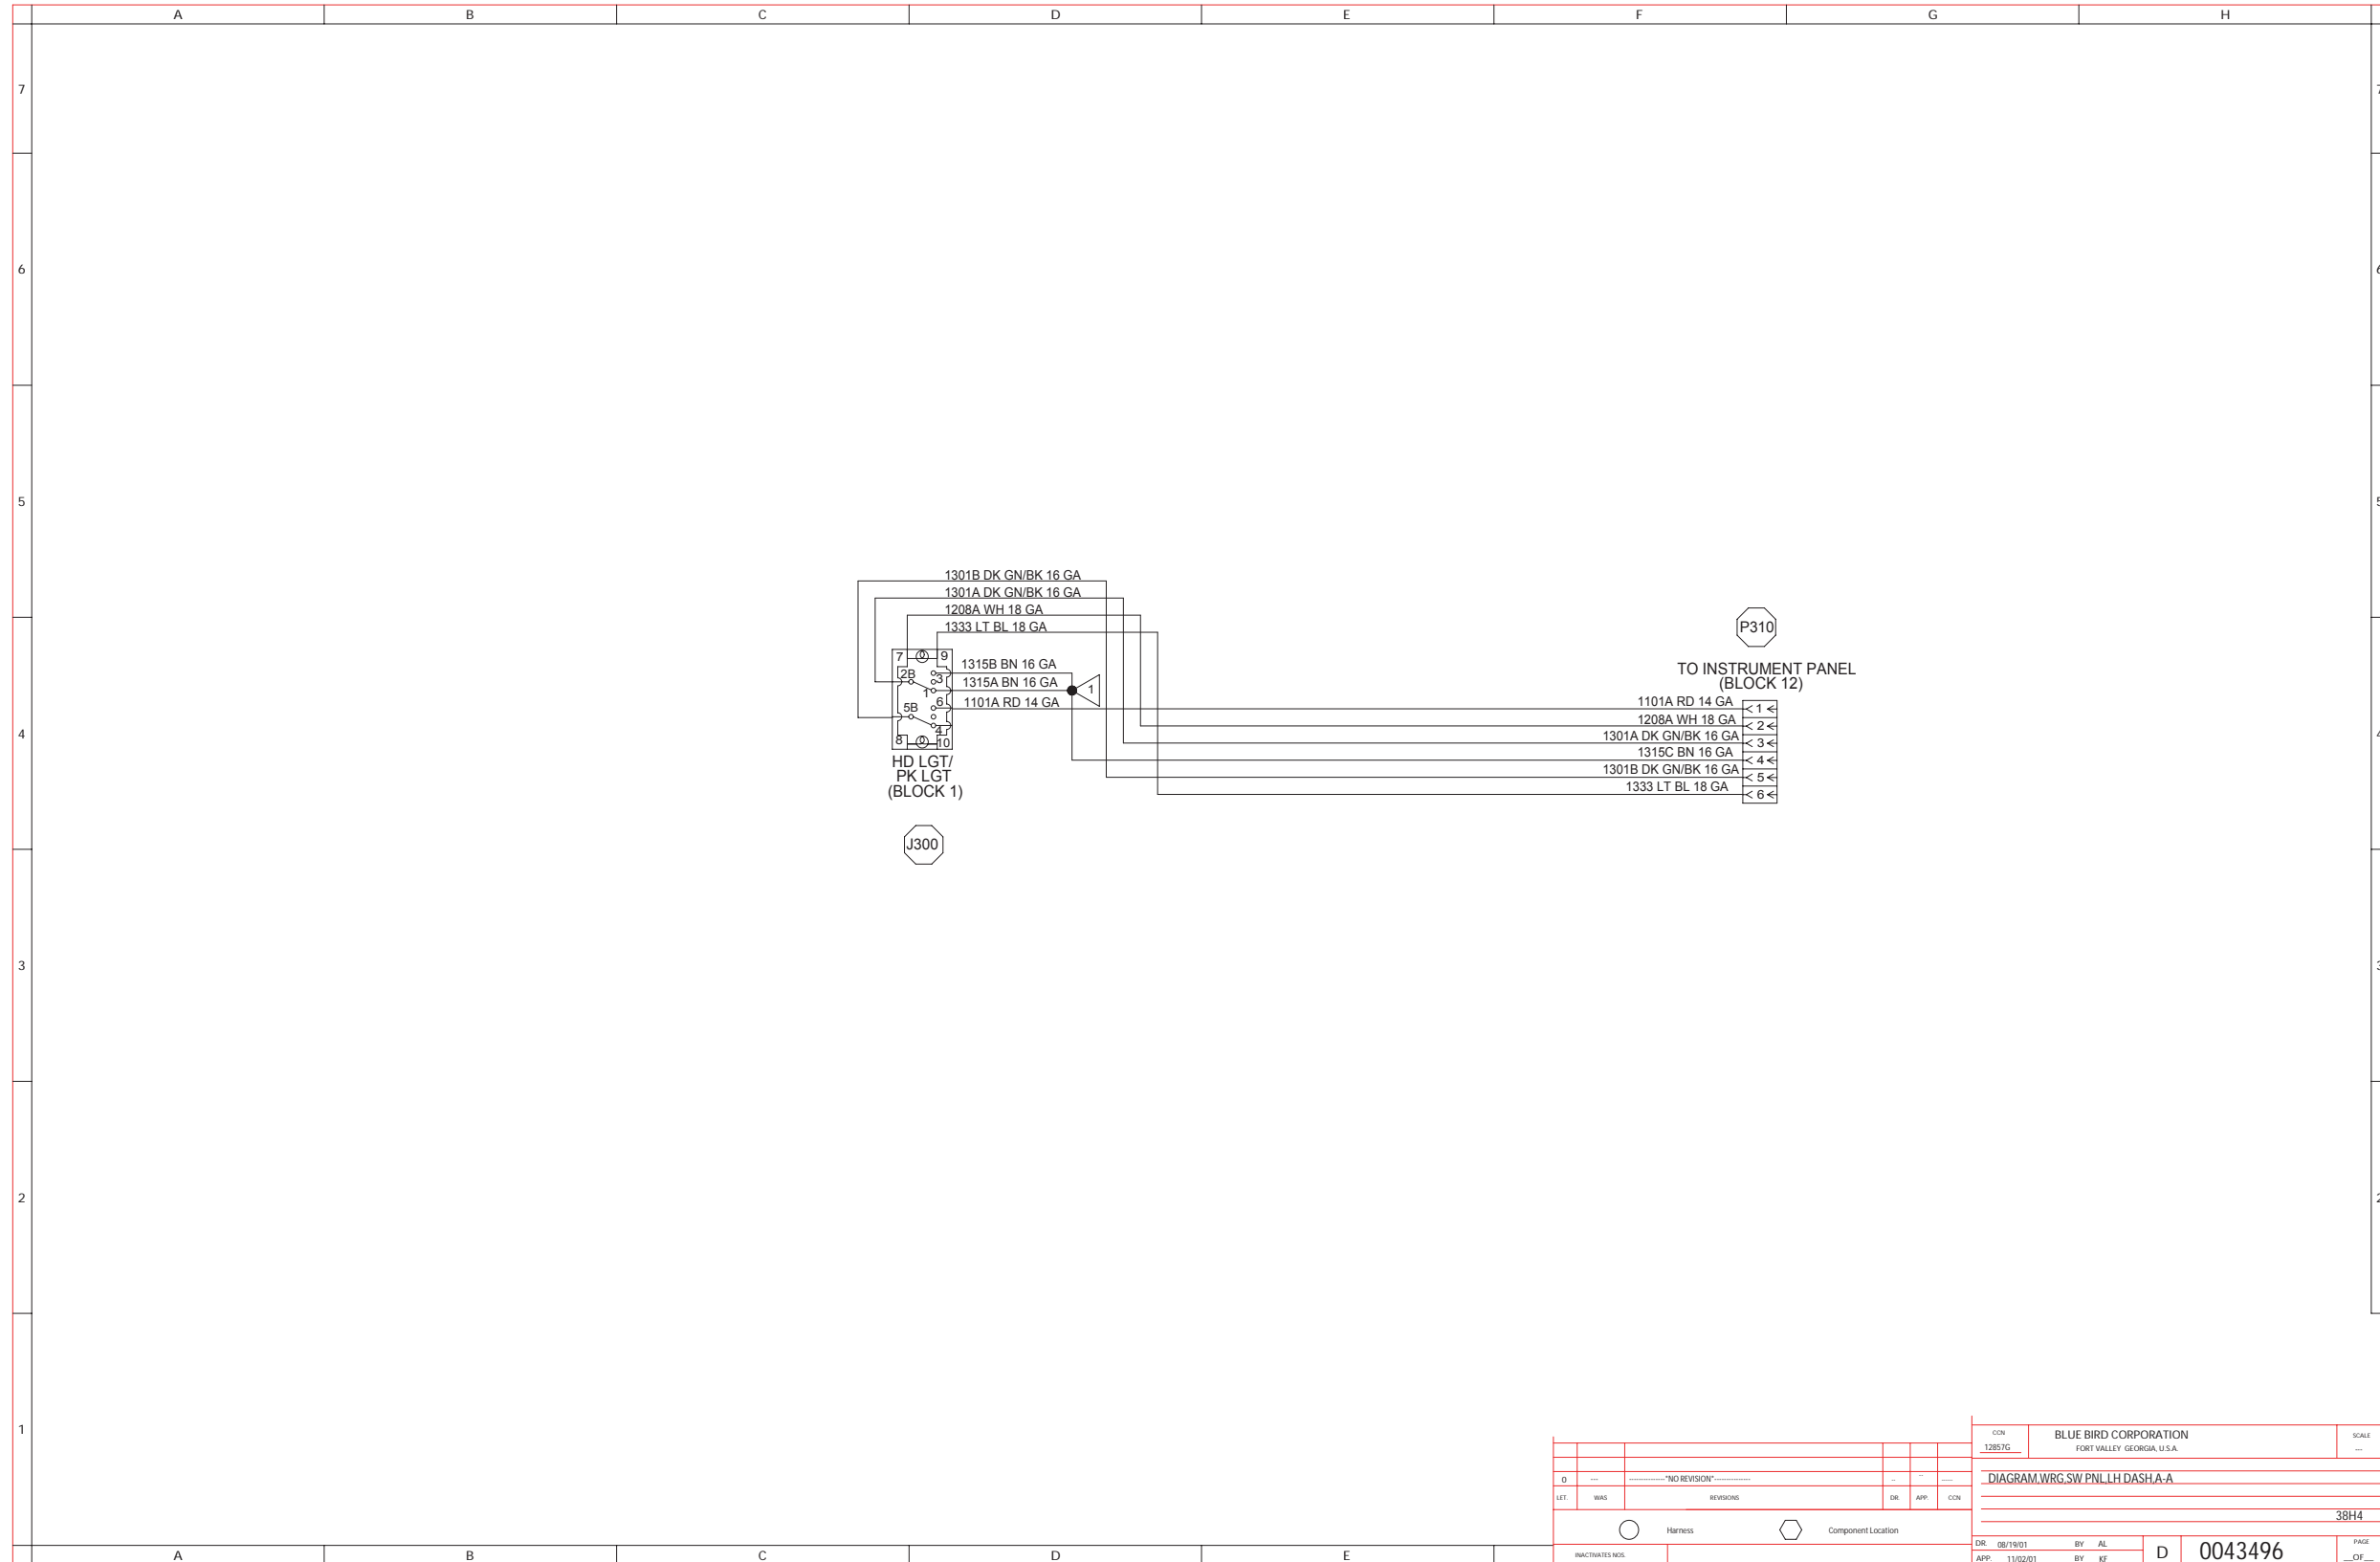 A B C D E F G H
7 7
6 6
5 5
4 4
3 3
2 2
1
1301B DK GN/BK 16 GA
1301A DK GN/BK 16 GA
1208A WH 18 GA
1333 LT BL 18 GA
7 9
2B
3
1
6
5B
4
8 10
1315B BN 16 GA
1315A BN 16 GA
1101A RD 14 GA
1
HD LGT/
PK LGT
(BLOCK 1)
J300
P310
TO INSTRUMENT PANEL
(BLOCK 12)
1101A RD 14 GA 1
1208A WH 18 GA 2
1301A DK GN/BK 16 GA 3
1315C BN 16 GA 4
1301B DK GN/BK 16 GA 5
1333 LT BL 18 GA 6
0 --- --------------"NO REVISION"-------------- -- -- -----
LET. WAS REVISIONS DR. APP. CCN
Harness Component Location
INACTIVATES NOS.
CCN
12857G
BLUE BIRD CORPORATION
FORT VALLEY GEORGIA, U.S.A.
SCALE
---
DIAGRAM,WRG,SW PNL,LH DASH,A-A
38H4
DR. 08/19/01 BY AL
APP. 11/02/01 BY KF
D
0043496
PAGE
__OF__
A B C D E